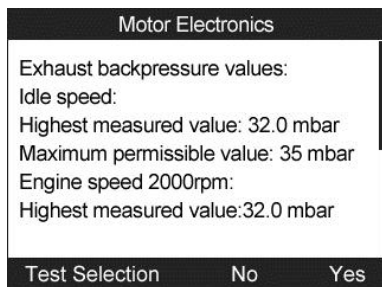 Motor Electronics
Exhaust backpressure values:
Idle speed:
Highest measured value: 32.0 mbar
Maximum permissible value: 35 mbar
Engine speed 2000rpm:
Highest measured value:32.0 mbar
Test Selection No Yes